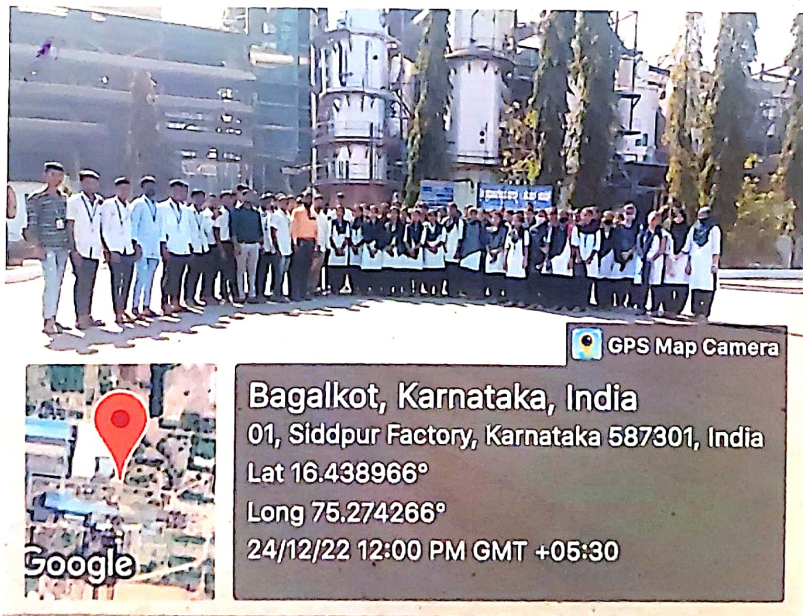 GPS Map Camera
Bagalkot, Karnataka, India
01, Siddpur Factory, Karnataka 587301, India
Lat 16.438966°
Long 75.274266°
24/12/22 12:00 PM GMT +05:30
Google